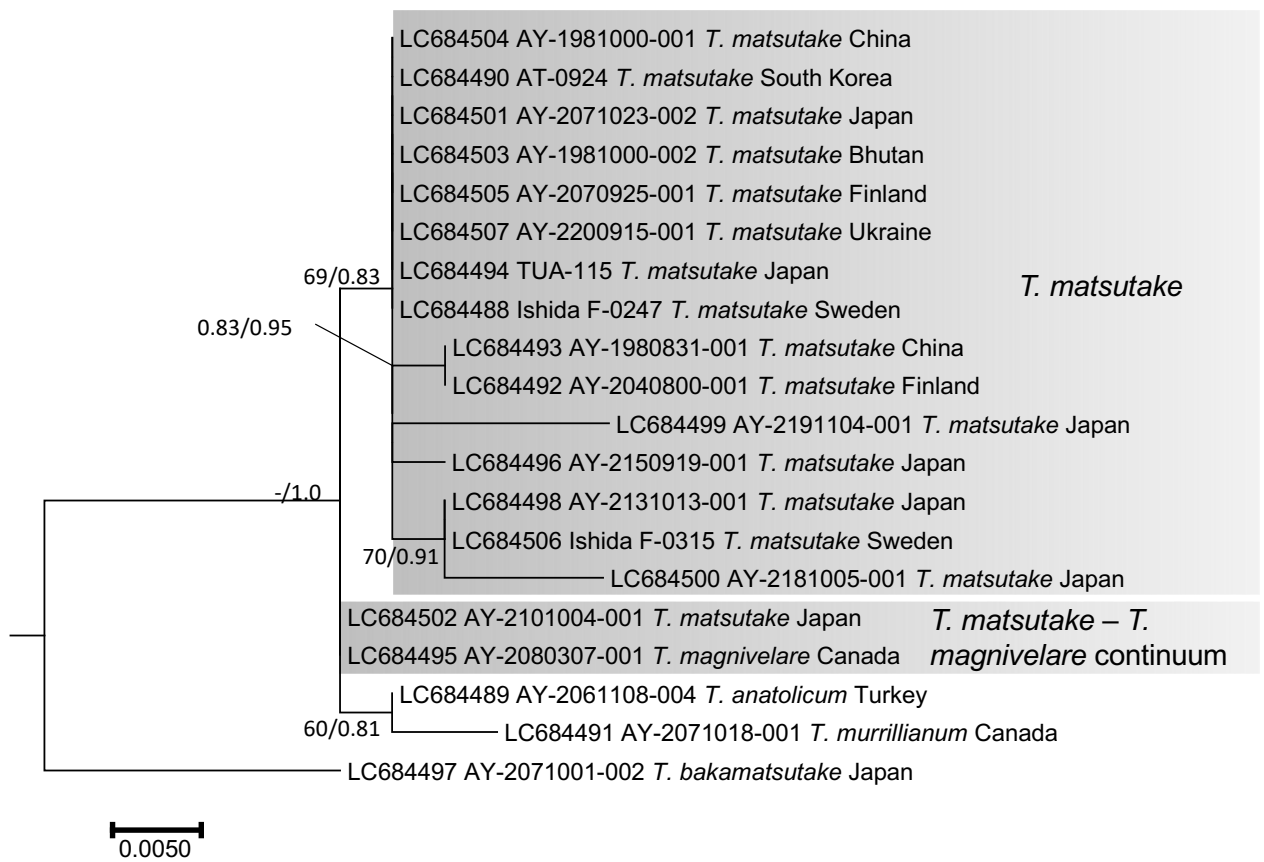 LC684504 AY-1981000-001 T. matsutake China
LC684490 AT-0924 T. matsutake South Korea
LC684501 AY-2071023-002 T. matsutake Japan
LC684503 AY-1981000-002 T. matsutake Bhutan
LC684505 AY-2070925-001 T. matsutake Finland
LC684507 AY-2200915-001 T. matsutake Ukraine
69/0.83
LC684494 TUA-115 T. matsutake Japan
T. matsutake
LC684488 Ishida F-0247 T. matsutake Sweden
0.83/0.95
LC684493 AY-1980831-001 T. matsutake China
LC684492 AY-2040800-001 T. matsutake Finland
LC684499 AY-2191104-001 T. matsutake Japan
LC684496 AY-2150919-001 T. matsutake Japan
-/1.0
LC684498 AY-2131013-001 T. matsutake Japan
LC684506 Ishida F-0315 T. matsutake Sweden
70/0.91
LC684500 AY-2181005-001 T. matsutake Japan
LC684502 AY-2101004-001 T. matsutake Japan
T. matsutake – T.
LC684495 AY-2080307-001 T. magnivelare Canada
magnivelare continuum
LC684489 AY-2061108-004 T. anatolicum Turkey
60/0.81
LC684491 AY-2071018-001 T. murrillianum Canada
LC684497 AY-2071001-002 T. bakamatsutake Japan
0.0050